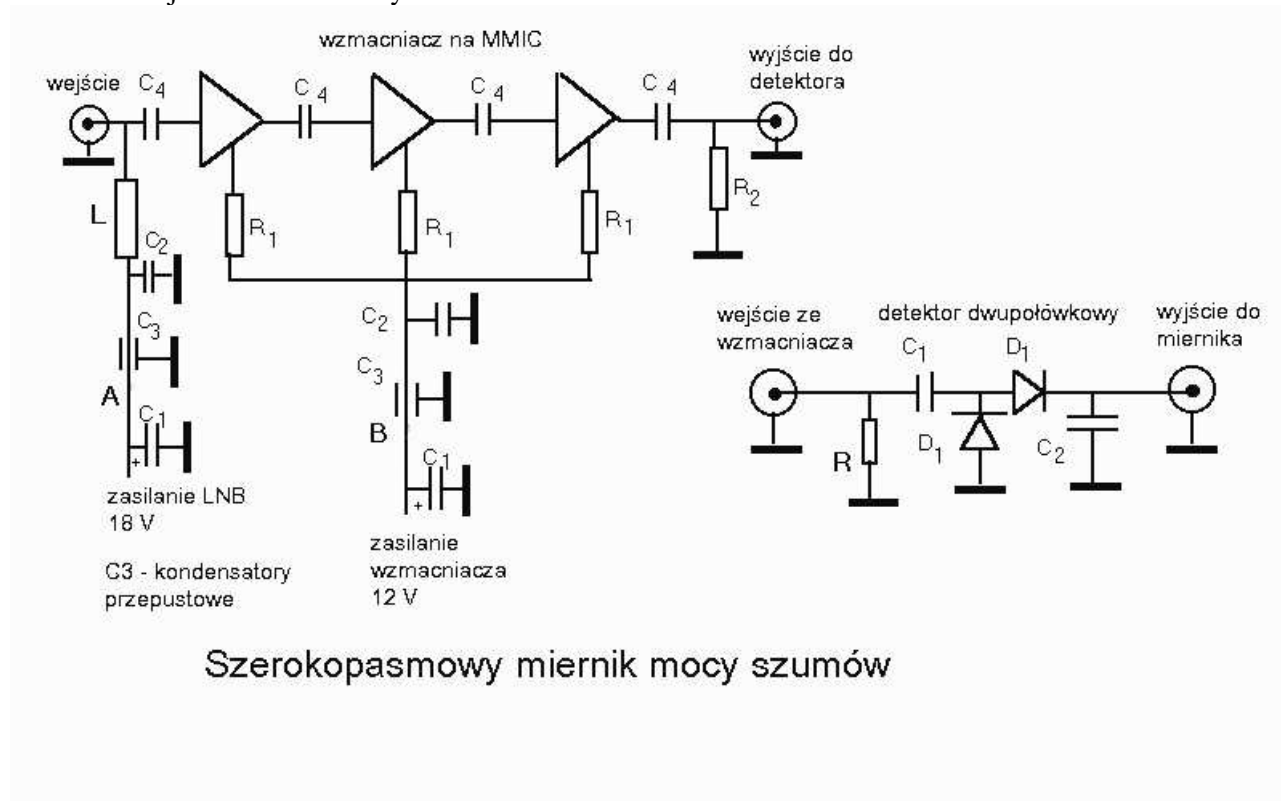 wzmacniacz na MMIC
wejście
C4
C4
C4
C4
wyjście do
detektora
L
R1
R1
R1
R2
C2
C3
A
C1
+
zasilanie LNB
18 V
C2
C3
B
C1
+
zasilanie
wzmacniacza
12 V
C3 - kondensatory
przepustowe
wejście ze
wzmacniacza
detektor dwupołówkowy
wyjście do
miernika
C1
D1
R
D1
C2
Szerokopasmowy miernik mocy szumów